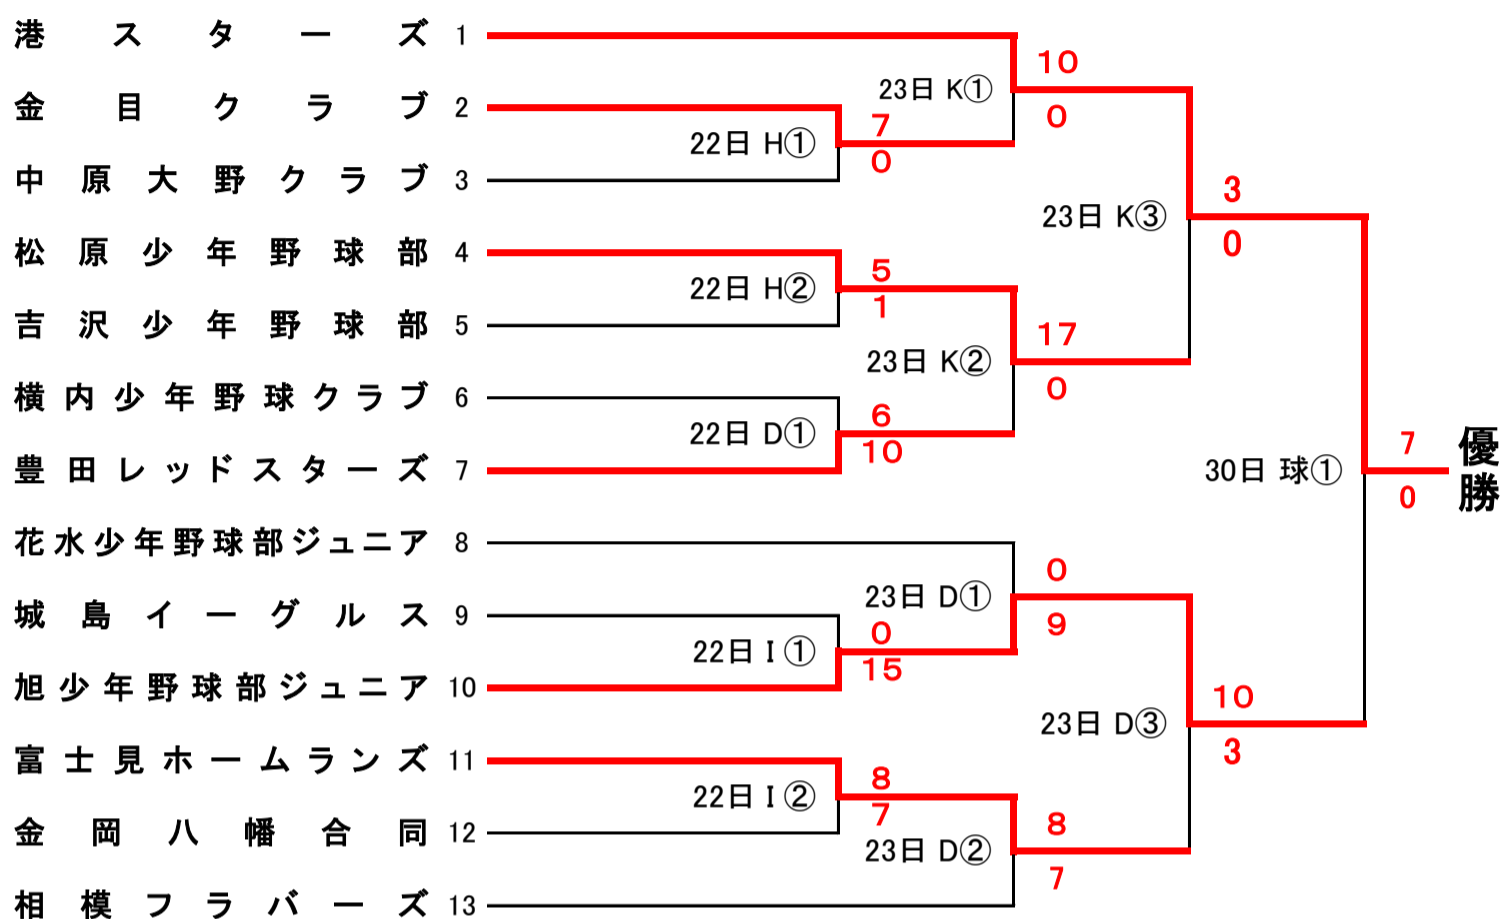 港スターズ 1
10
23日 K①
0
金目クラブ 2
7
22日 H①
0
中原大野クラブ 3
3
23日 K③
0
松原少年野球部 4
5
22日 H②
1
吉沢少年野球部 5
17
23日 K②
0
横内少年野球クラブ 6
6
22日 D①
10
豊田レッドスターズ 7
7
30日 球①
0
優勝
花水少年野球部ジュニア 8
0
23日 D①
9
城島イーグルス 9
0
22日 I①
15
旭少年野球部ジュニア 10
10
23日 D③
3
富士見ホームランズ 11
8
22日 I②
7
金岡八幡合同 12
8
23日 D②
7
相模フラバーズ 13